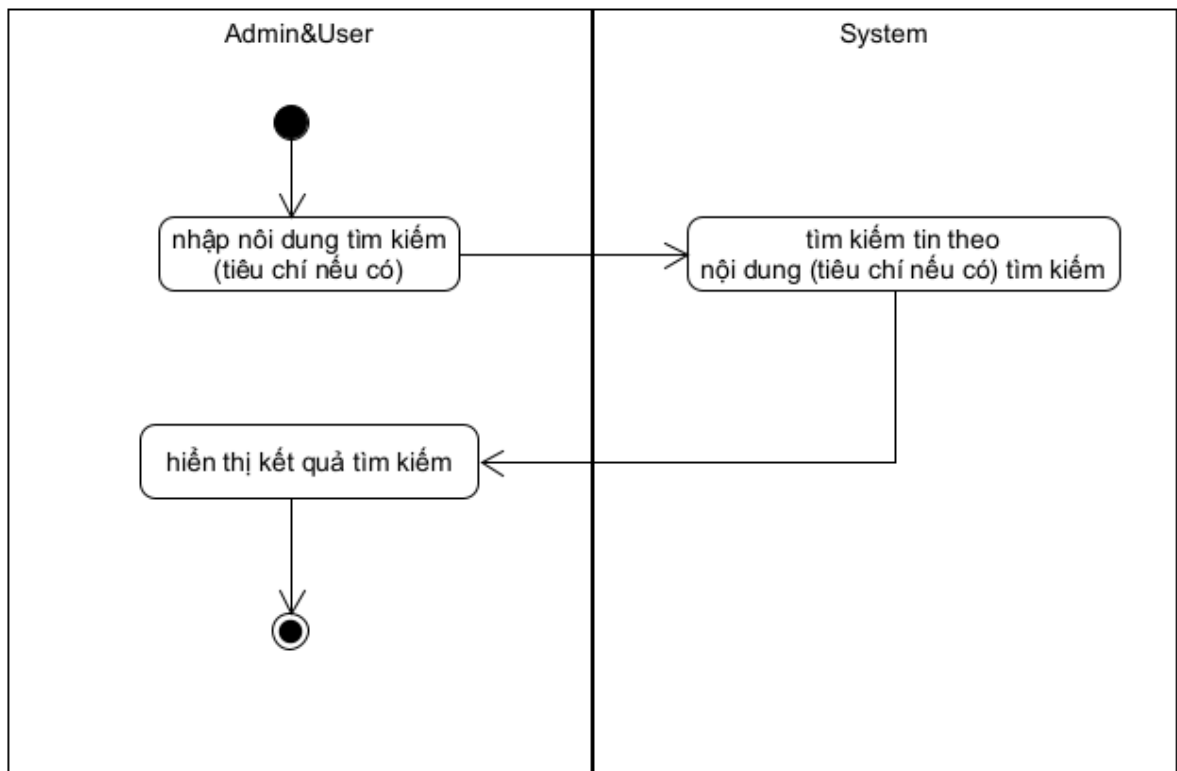 Admin&User
System
nhập nôi dung tìm kiếm
(tiêu chí nếu có)
tìm kiếm tin theo
nội dung (tiêu chí nếu có) tìm kiếm
hiển thị kết quả tìm kiếm